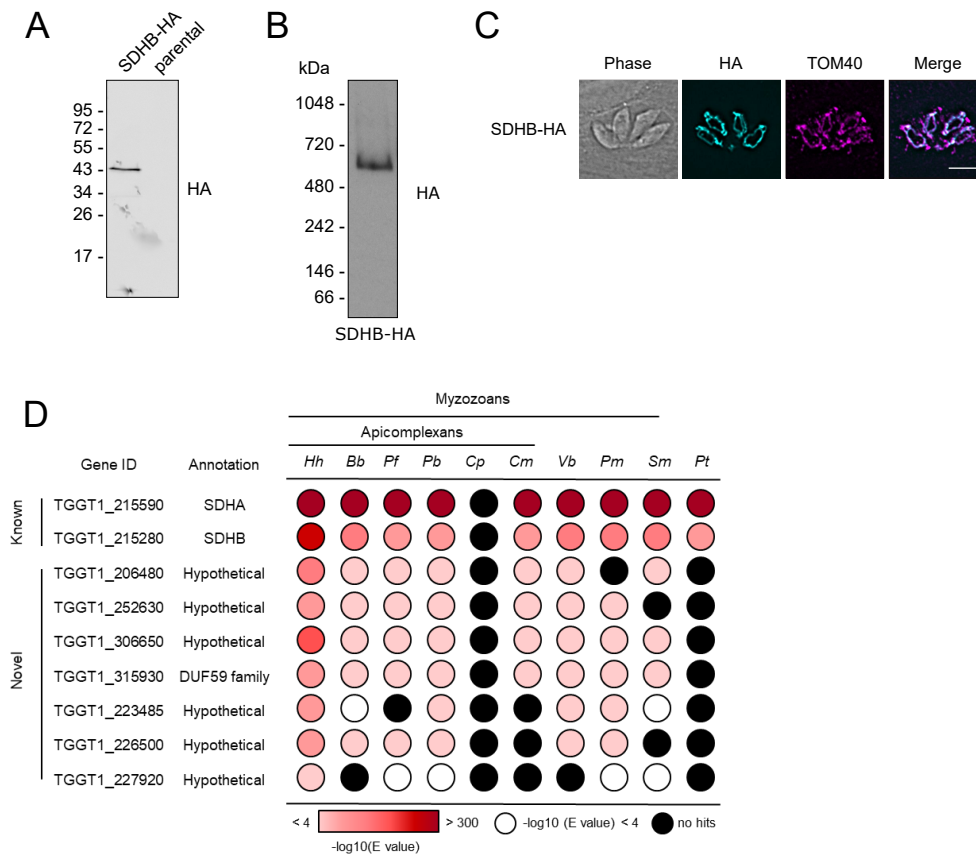 A
SDHB-HA
parental
95 -
72 -
55 -
43 -
34 -
26 -
17 -
HA
B
kDa
1048 -
720 -
480 -
242 -
146 -
66 -
HA
SDHB-HA
C
Phase HA TOM40 Merge
SDHB-HA
D
Myzozoans
Apicomplexans
Gene ID Annotation Hh Bb Pf Pb Cp Cm Vb Pm Sm Pt
Known
TGGT1_215590 SDHA
TGGT1_215280 SDHB
Novel
TGGT1_206480 Hypothetical
TGGT1_252630 Hypothetical
TGGT1_306650 Hypothetical
TGGT1_315930 DUF59 family
TGGT1_223485 Hypothetical
TGGT1_226500 Hypothetical
TGGT1_227920 Hypothetical
< 4 > 300 -log10 (E value) < 4 no hits
-log10(E value)